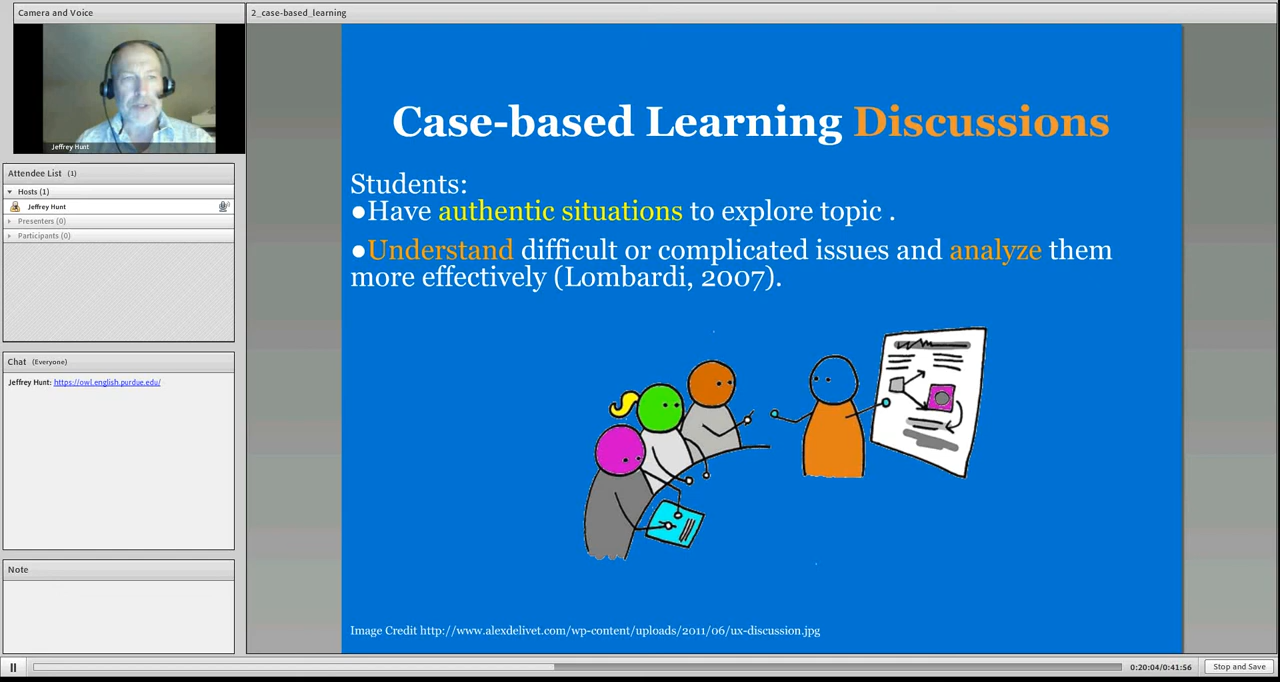 Camera and Voice
Jeffrey Hunt
Attendee List (1)
Hosts (1)
Jeffrey Hunt
Presenters (0)
Participants (0)
Chat (Everyone)
Jeffrey Hunt: https://owl.english.purdue.edu/
Note
2_case-based_learning
Case-based Learning Discussions
Students:
●Have authentic situations to explore topic .
●Understand difficult or complicated issues and analyze them
more effectively (Lombardi, 2007).
Image Credit http://www.alexdelivet.com/wp-content/uploads/2011/06/ux-discussion.jpg
0:20:04/0:41:56
Stop and Save